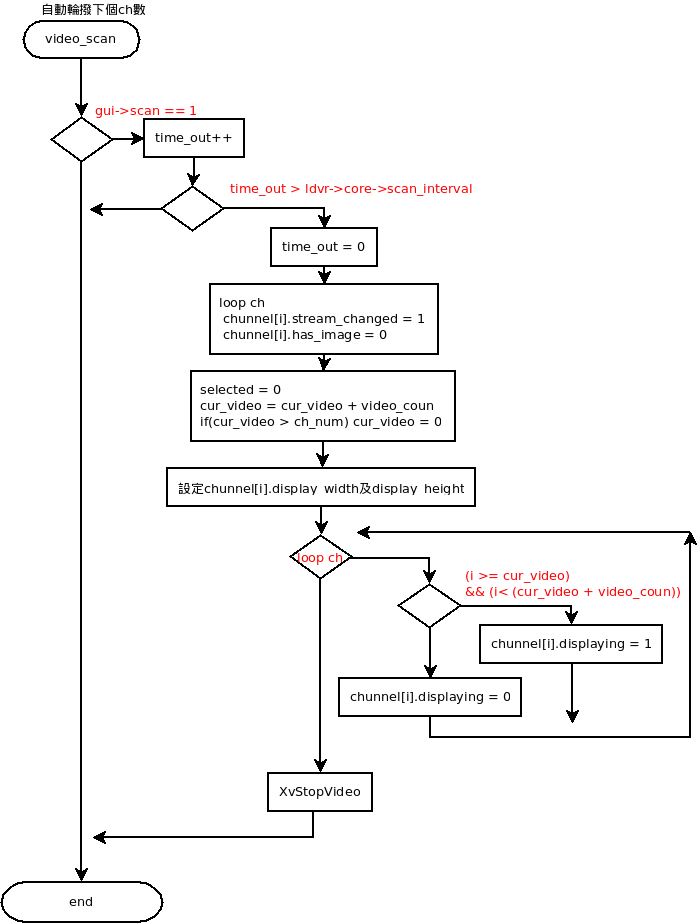 自動輪撥下個ch數
video_scan
gui->scan == 1
time_out++
time_out > ldvr->core->scan_interval
time_out = 0
loop ch
chunnel[i].stream_changed = 1
chunnel[i].has_image = 0
selected = 0
cur_video = cur_video + video_coun
if(cur_video > ch_num) cur_video = 0
設定chunnel[i].display_width及display_height
loop ch
(i >= cur_video)
&& (i< (cur_video + video_coun))
chunnel[i].displaying = 1
chunnel[i].displaying = 0
XvStopVideo
end